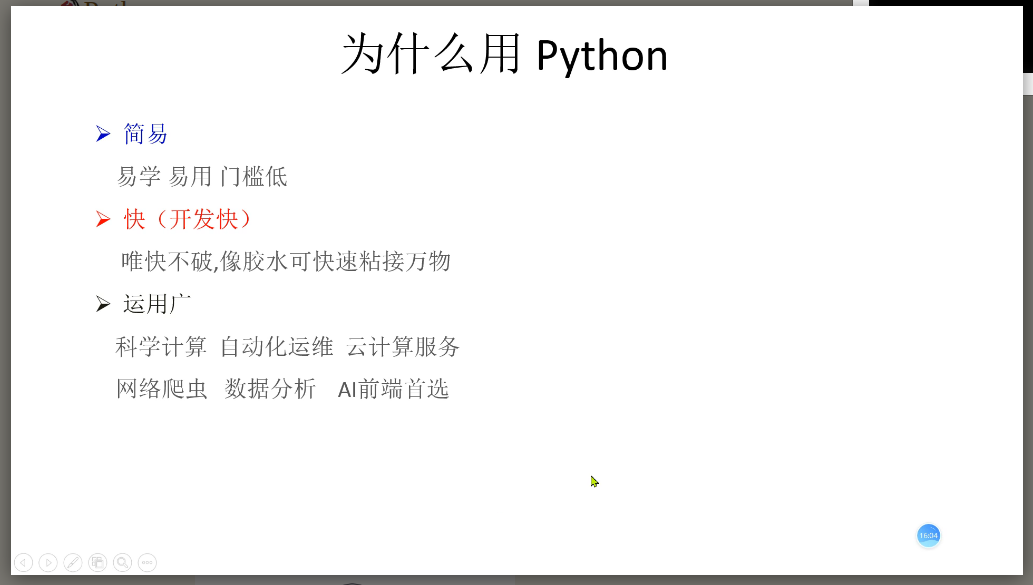 为什么用 Python
简易
易学 易用 门槛低
快（开发快）
唯快不破,像胶水可快速粘接万物
运用广
科学计算 自动化运维 云计算服务
网络爬虫 数据分析 AI前端首选
16:04